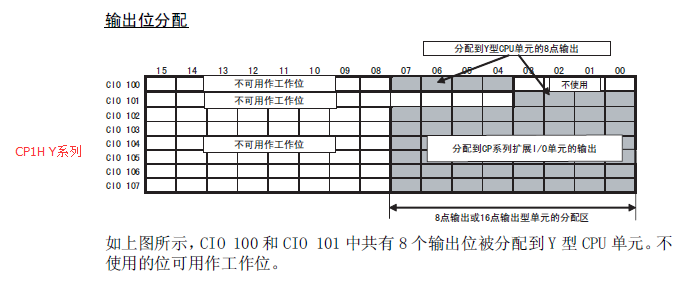 输出位分配
分配到Y型CPU单元的8点输出
15 14 13 12 11 10 09 08 07 06 05 04 03 02 01 00
CIO 100 不可用作工作位 不使用
CIO 101 不可用作工作位
CIO 102
CIO 103
CIO 104 不可用作工作位 分配到CP系列扩展I/O单元的输出
CP1H Y系列
CIO 105
CIO 106
CIO 107
8点输出或16点输出型单元的分配区
如上图所示，CIO 100 和 CIO 101 中共有 8 个输出位被分配到 Y 型 CPU 单元。不
使用的位可用作工作位。